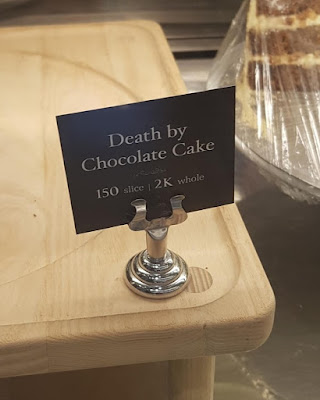 Death by
Chocolate Cake
150 slice | 2K whole